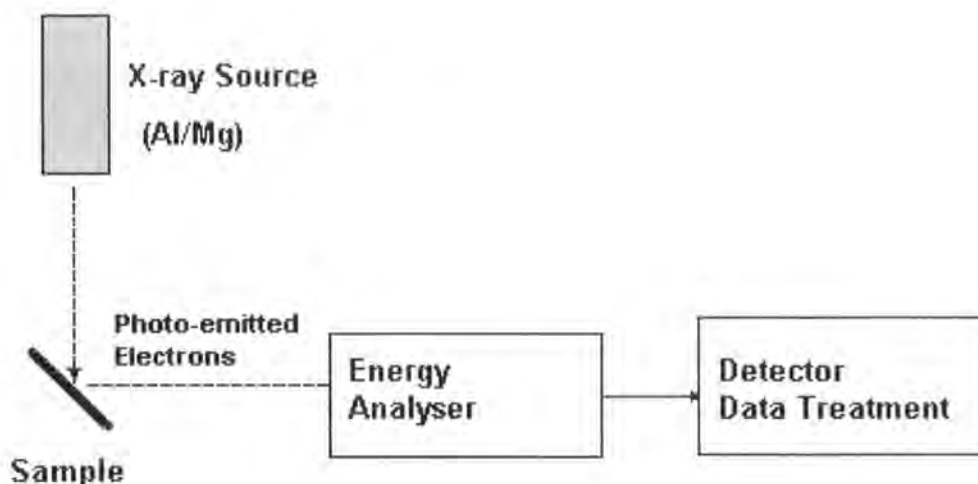 X-ray Source
(Al/Mg)
Photo-emitted
Electrons
Energy
Analyser
Detector
Data Treatment
Sample